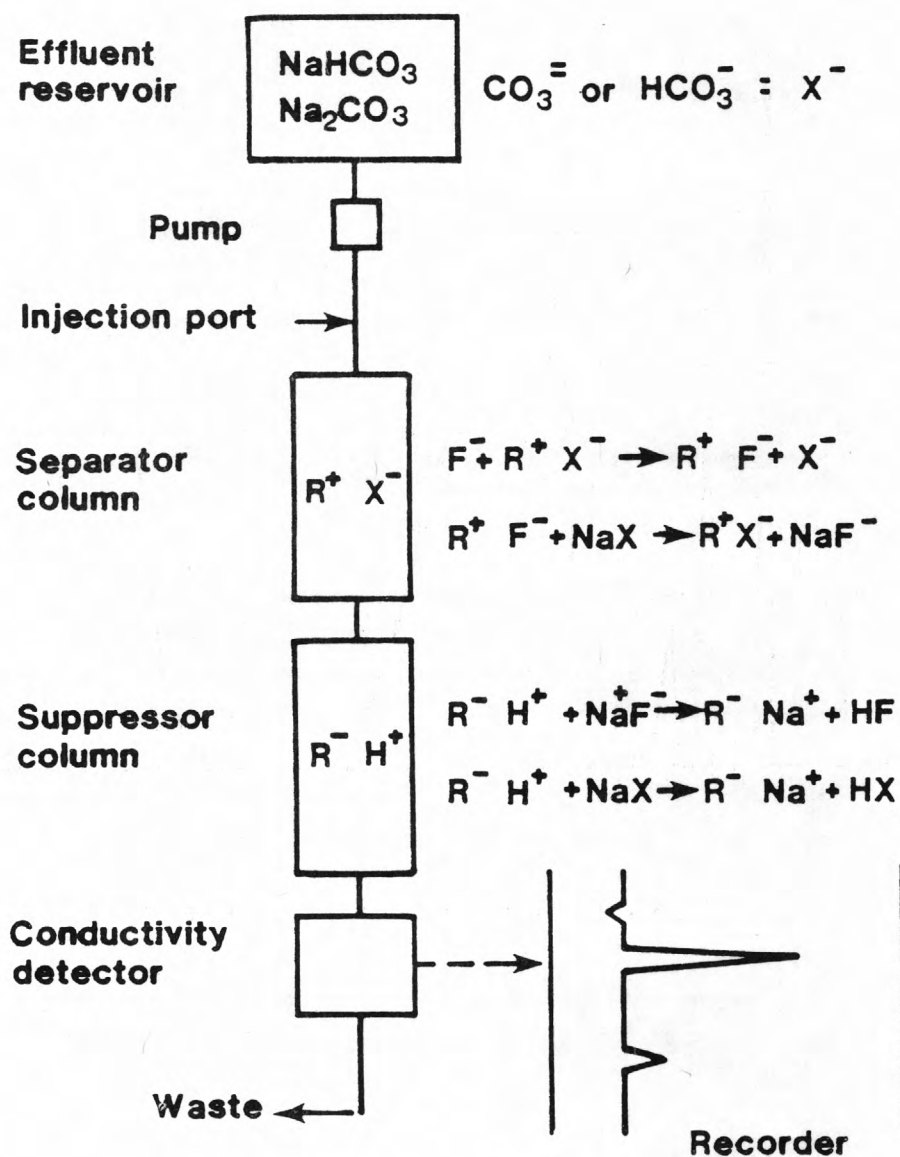 Effluent reservoir
NaHCO₃
Na₂CO₃
CO₃⁼ or HCO₃⁻ = X⁻
Pump
Injection port
Separator column
R⁺ X⁻
F⁻ + R⁺ X⁻ → R⁺ F⁻ + X⁻
R⁺ F⁻ + NaX → R⁺X⁻ + NaF⁻
Suppressor column
R⁻ H⁺
R⁻ H⁺ + Na⁺F⁻ → R⁻ Na⁺ + HF
R⁻ H⁺ + NaX → R⁻ Na⁺ + HX
Conductivity detector
Waste
Recorder